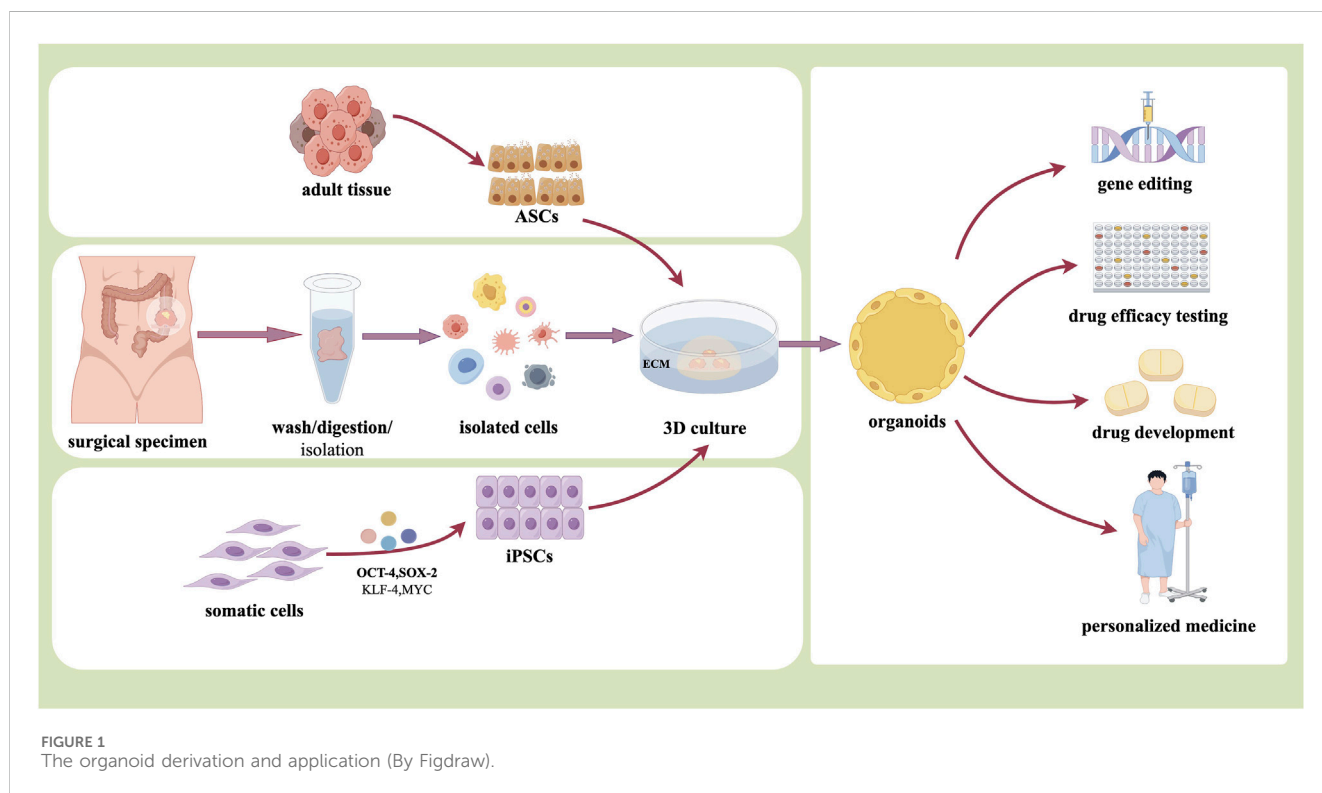 adult tissue
ASCs
surgical specimen
wash/digestion/
isolation
isolated cells
ECM
3D culture
somatic cells
OCT-4,SOX-2
KLF-4,MYC
iPSCs
organoids
gene editing
drug efficacy testing
drug development
personalized medicine
FIGURE 1
The organoid derivation and application (By Figdraw).